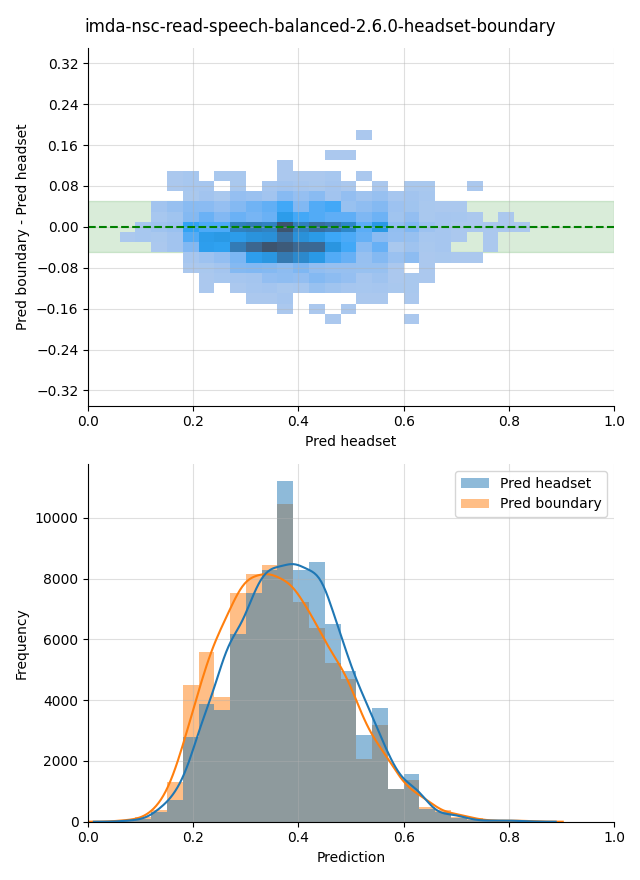 imda-nsc-read-speech-balanced-2.6.0-headset-boundary
0.32
0.24
0.16
0.08
0.00
−0.08
−0.16
−0.24
−0.32
Pred boundary - Pred headset
0.0 0.2 0.4 0.6 0.8 1.0
Pred headset
Pred headset
Pred boundary
10000
8000
6000
4000
2000
0
Frequency
0.0 0.2 0.4 0.6 0.8 1.0
Prediction